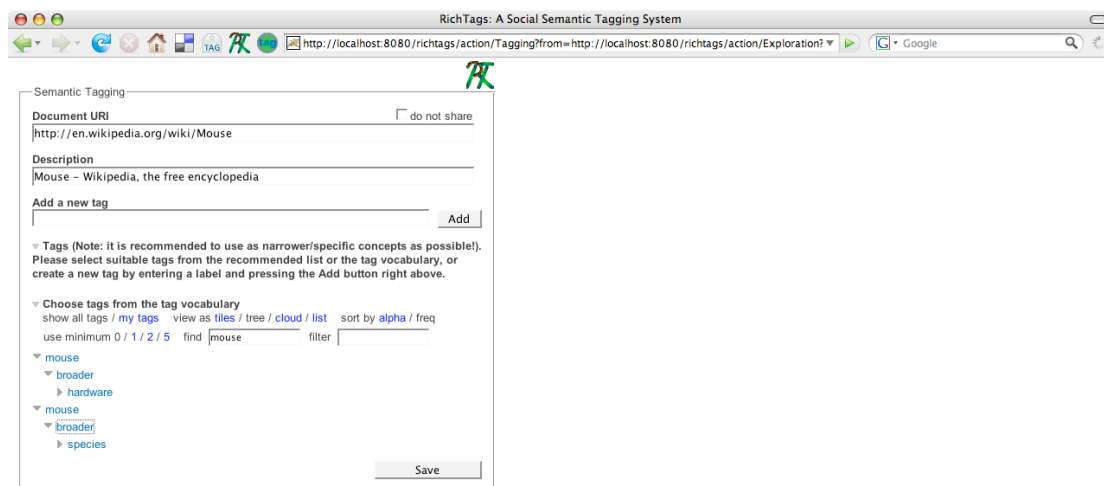 RichTags: A Social Semantic Tagging System
TAG tag http://localhost:8080/richtags/action/Tagging?from=http://localhost:8080/richtags/action/Exploration? G Google
RT
Semantic Tagging
Document URI do not share
http://en.wikipedia.org/wiki/Mouse
Description
Mouse – Wikipedia, the free encyclopedia
Add a new tag
Add
Tags (Note: it is recommended to use as narrower/specific concepts as possible!).
Please select suitable tags from the recommended list or the tag vocabulary, or
create a new tag by entering a label and pressing the Add button right above.
Choose tags from the tag vocabulary
show all tags / my tags view as tiles / tree / cloud / list sort by alpha / freq
use minimum 0 / 1 / 2 / 5 find mouse filter
mouse
broader
hardware
mouse
broader
species
Save